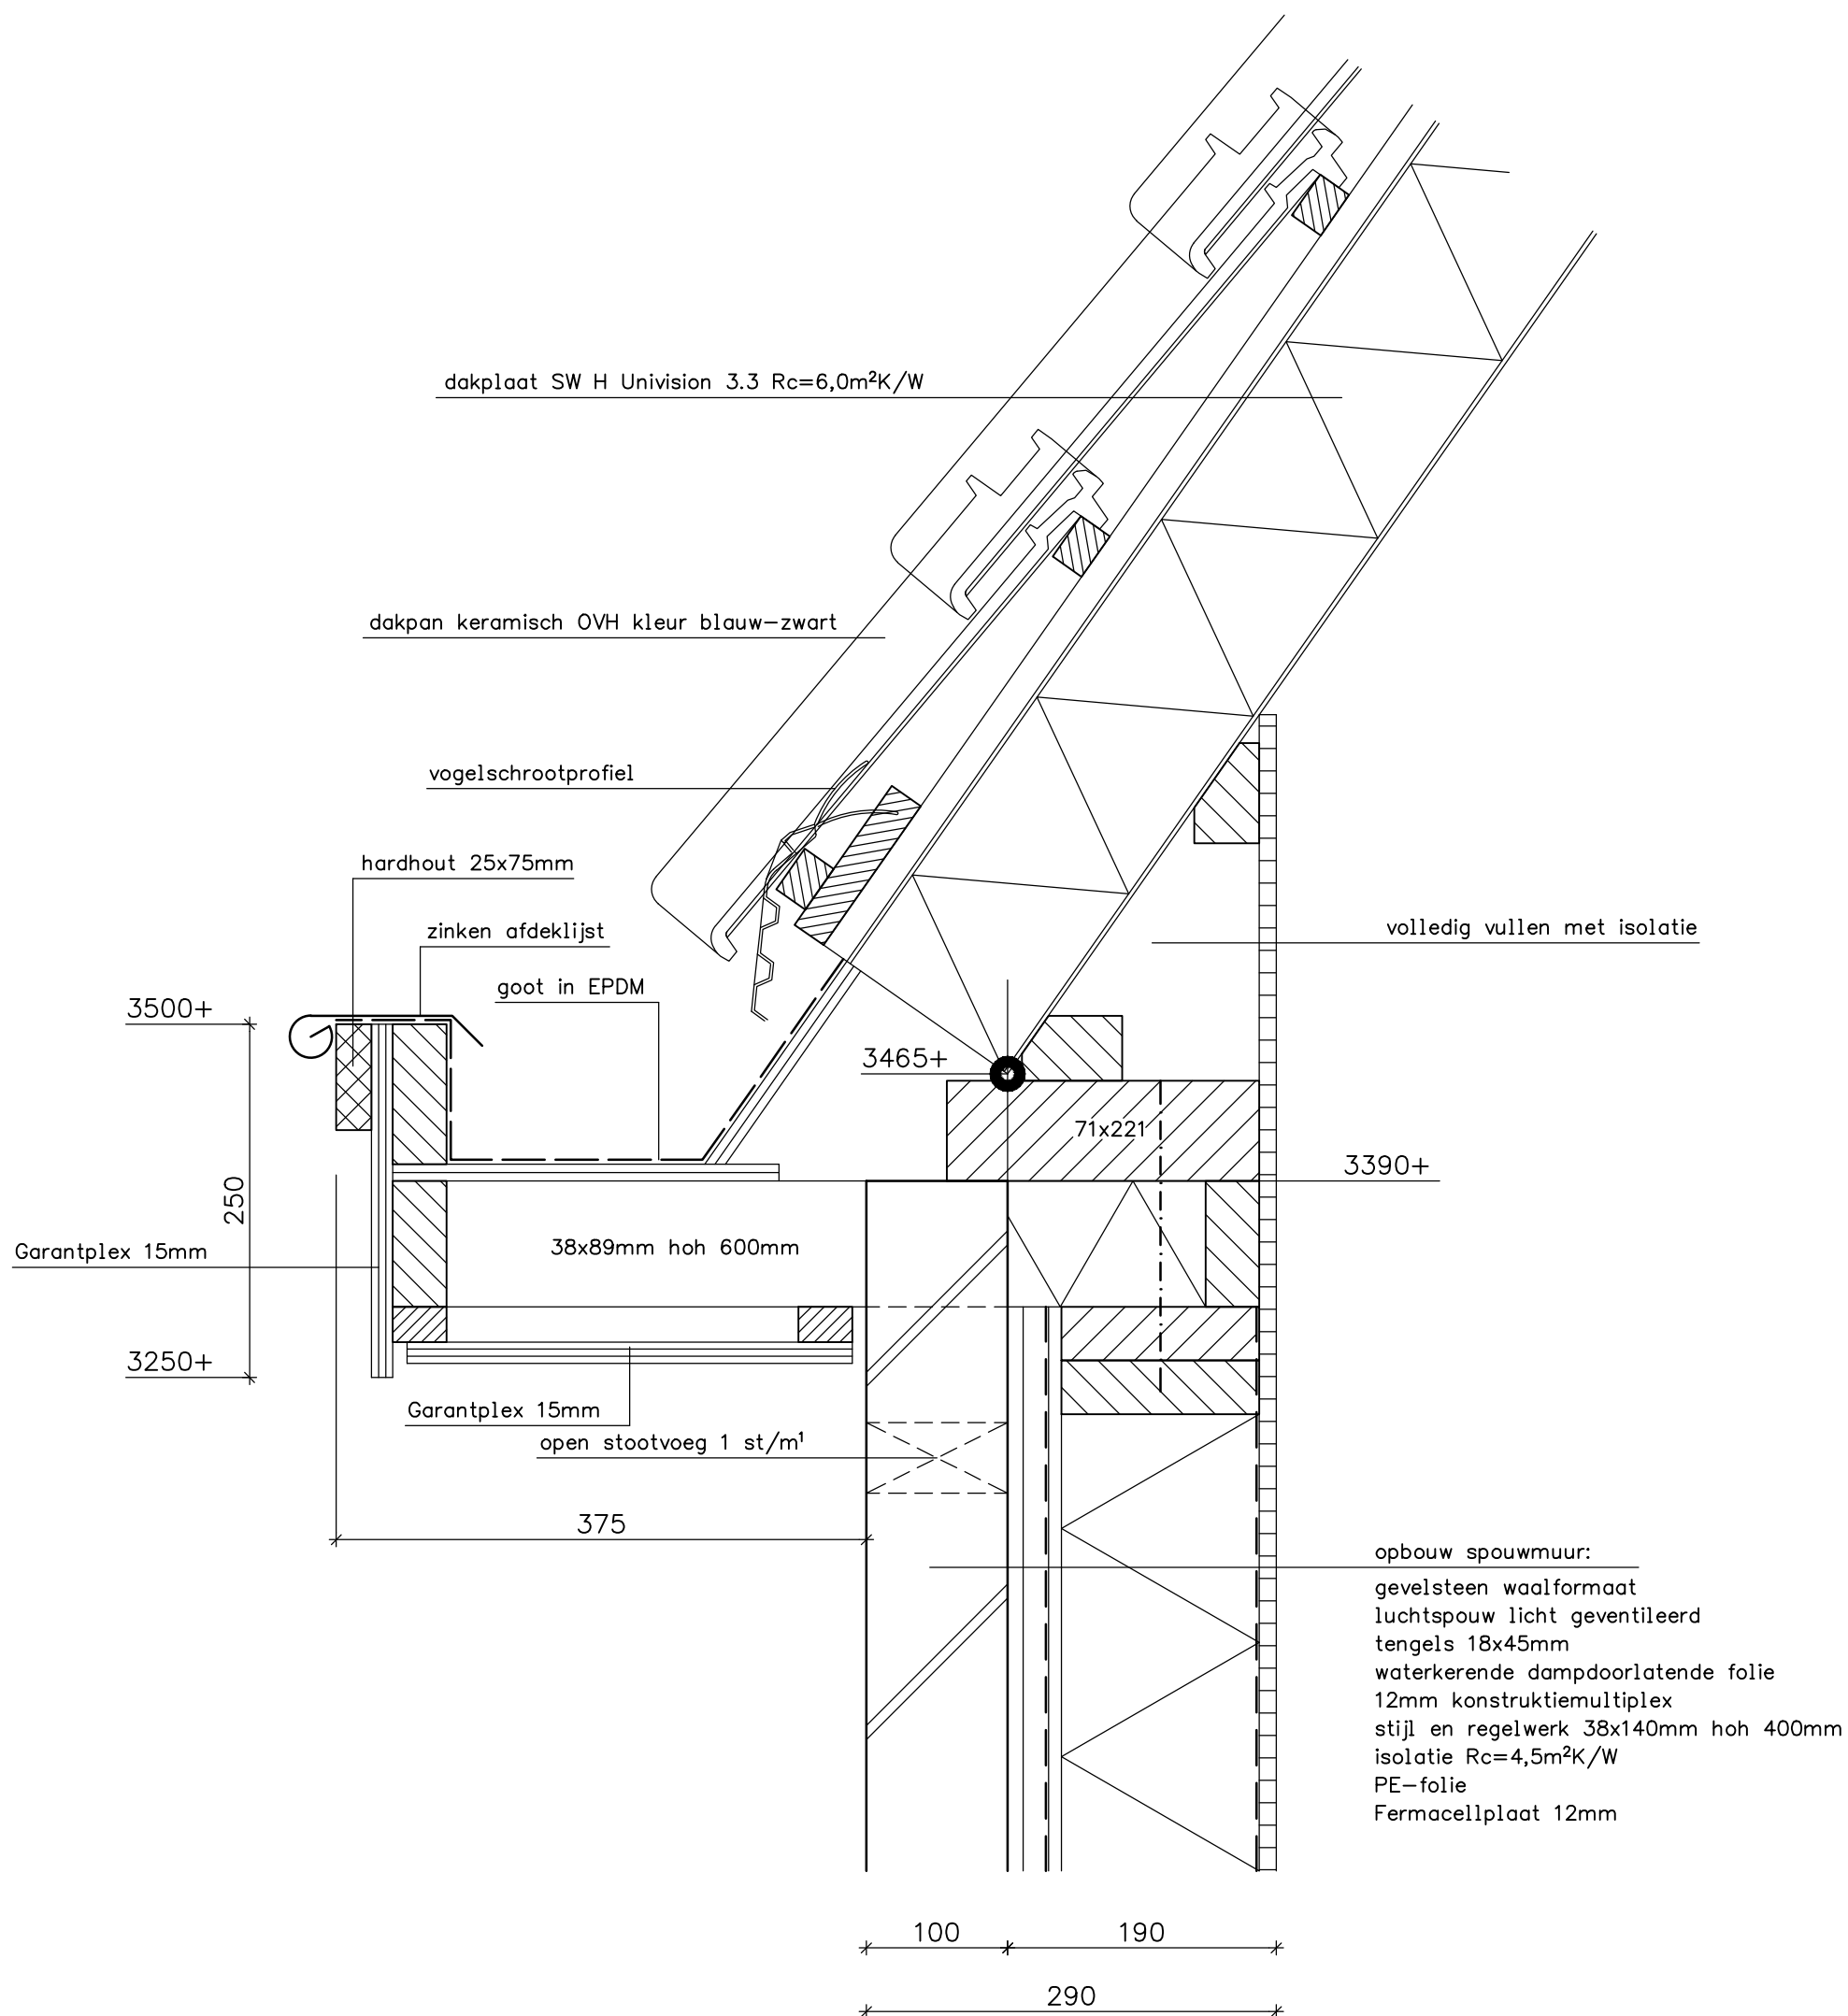 dakplaat SW H Univision 3.3 Rc=6,0m²K/W
dakpan keramisch OVH kleur blauw-zwart
vogelschrootprofiel
hardhout 25x75mm
zinken afdeklijst
volledig vullen met isolatie
goot in EPDM
3500+
3465+
71x221
3390+
250
38x89mm hoh 600mm
Garantplex 15mm
3250+
Garantplex 15mm
open stootvoeg 1 st/m¹
375
opbouw spouwmuur:
gevelsteen waalformaat
luchtspouw licht geventileerd
tengels 18x45mm
waterkerende dampdoorlatende folie
12mm konstruktiemultiplex
stijl en regelwerk 38x140mm hoh 400mm
isolatie Rc=4,5m²K/W
PE-folie
Fermacellplaat 12mm
100
190
290